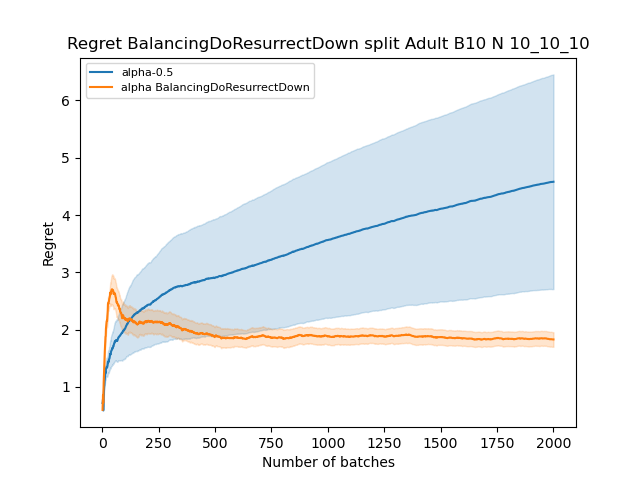 Regret BalancingDoResurrectDown split Adult B10 N 10_10_10
alpha-0.5
alpha BalancingDoResurrectDown
Regret
6
5
4
3
2
1
0 250 500 750 1000 1250 1500 1750 2000
Number of batches